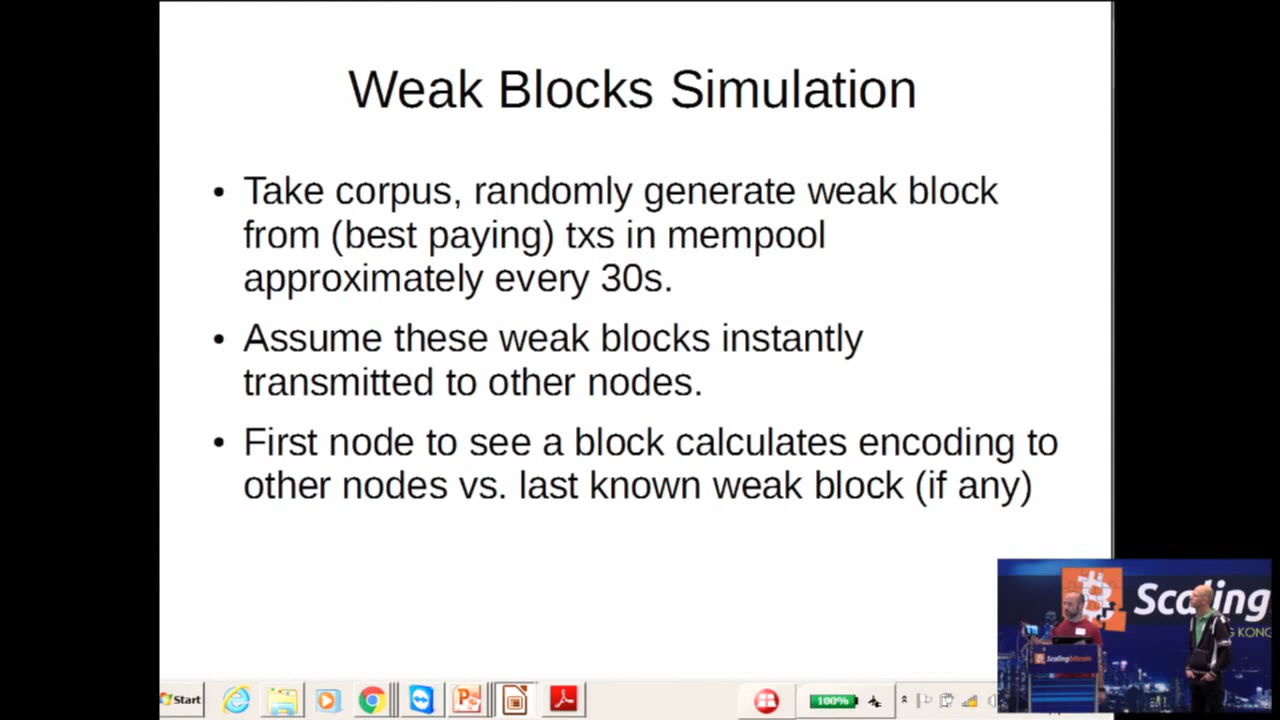 Weak Blocks Simulation
• Take corpus, randomly generate weak block
from (best paying) txs in mempool
approximately every 30s.
• Assume these weak blocks instantly
transmitted to other nodes.
• First node to see a block calculates encoding to
other nodes vs. last known weak block (if any)
Scaling
G KONG
Scalingbitcoin
Start
100%